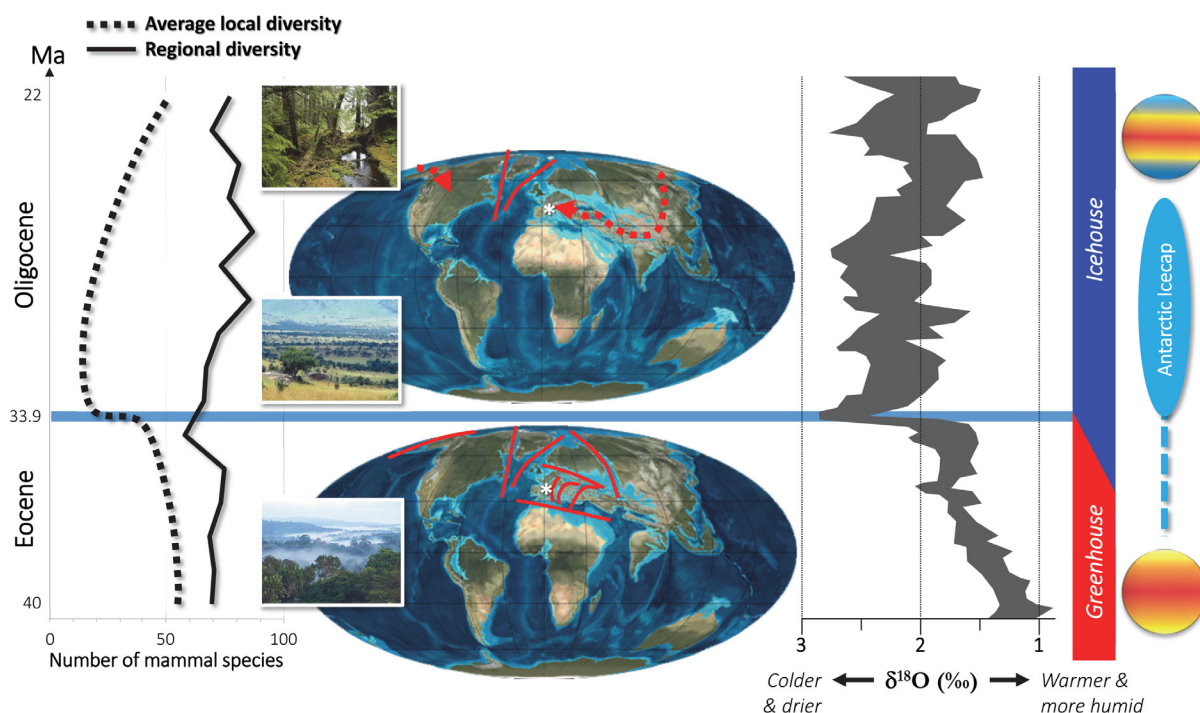 Average local diversity
Regional diversity
Ma
22
Oligocene
33.9
Eocene
40
0
50
100
Number of mammal species
*
*
3
2
1
Colder
& drier
δ¹⁸O (‰)
Warmer &
more humid
Icehouse
Greenhouse
Antarctic Icecap